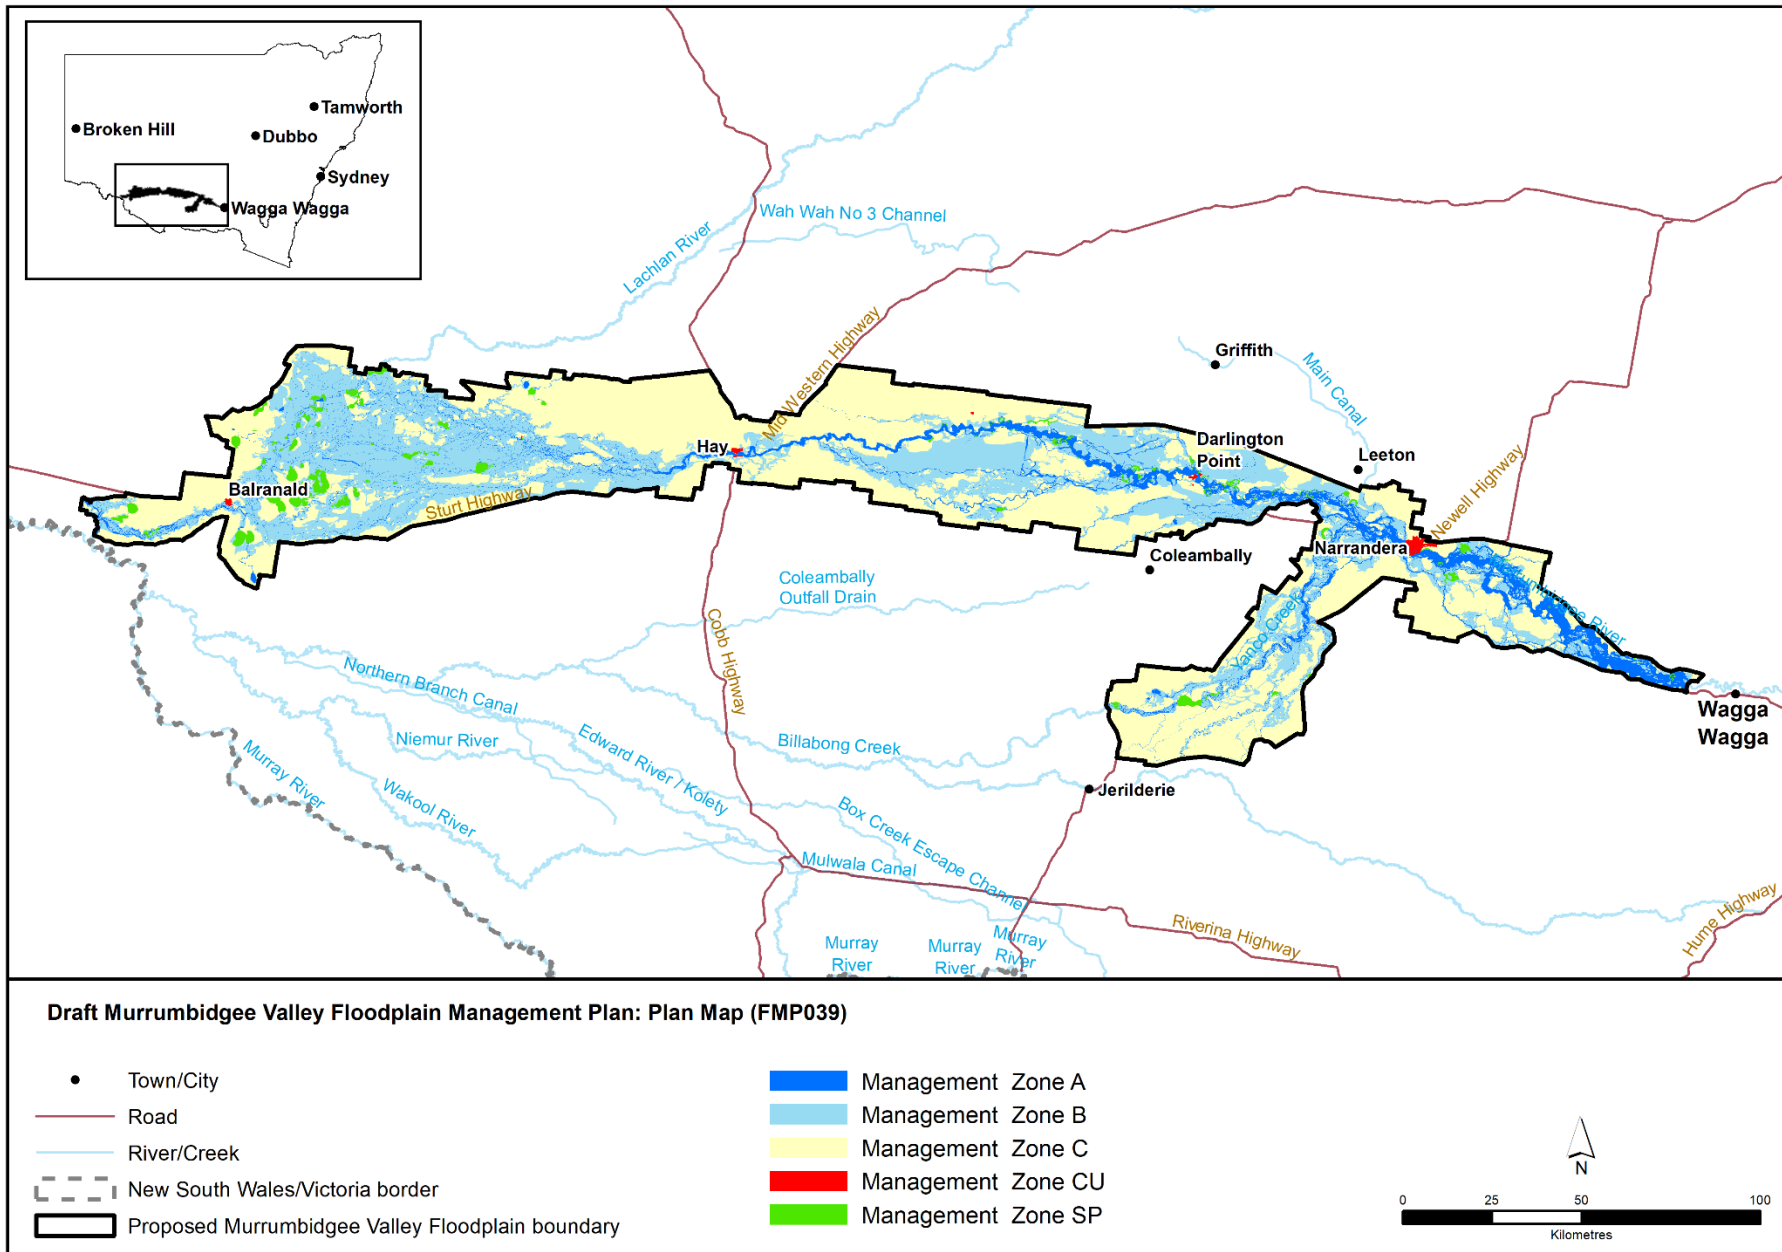 Tamworth
Broken Hill
Dubbo
Sydney
Wagga Wagga
Wah Wah No 3 Channel
Lachlan River
Mid Western Highway
Griffith
Main Canal
Hay
Darlington
Point
Leeton
Balranald
Sturt Highway
Newell Highway
Narrandera
Coleambally
Coleambally
Outfall Drain
Cobb Highway
Yanco Creek
River
Wagga
Wagga
Northern Branch Canal
Niemur River
Edward River / Kolety
Billabong Creek
Murray River
Wakool River
Jerilderie
Box Creek Escape Channel
Mulwala Canal
Riverina Highway
Hume Highway
Murray
River
Murray
River
Murray
River
Draft Murrumbidgee Valley Floodplain Management Plan: Plan Map (FMP039)
Town/City
Road
River/Creek
New South Wales/Victoria border
Proposed Murrumbidgee Valley Floodplain boundary
Management Zone A
Management Zone B
Management Zone C
Management Zone CU
Management Zone SP
N
0 25 50 100
Kilometres